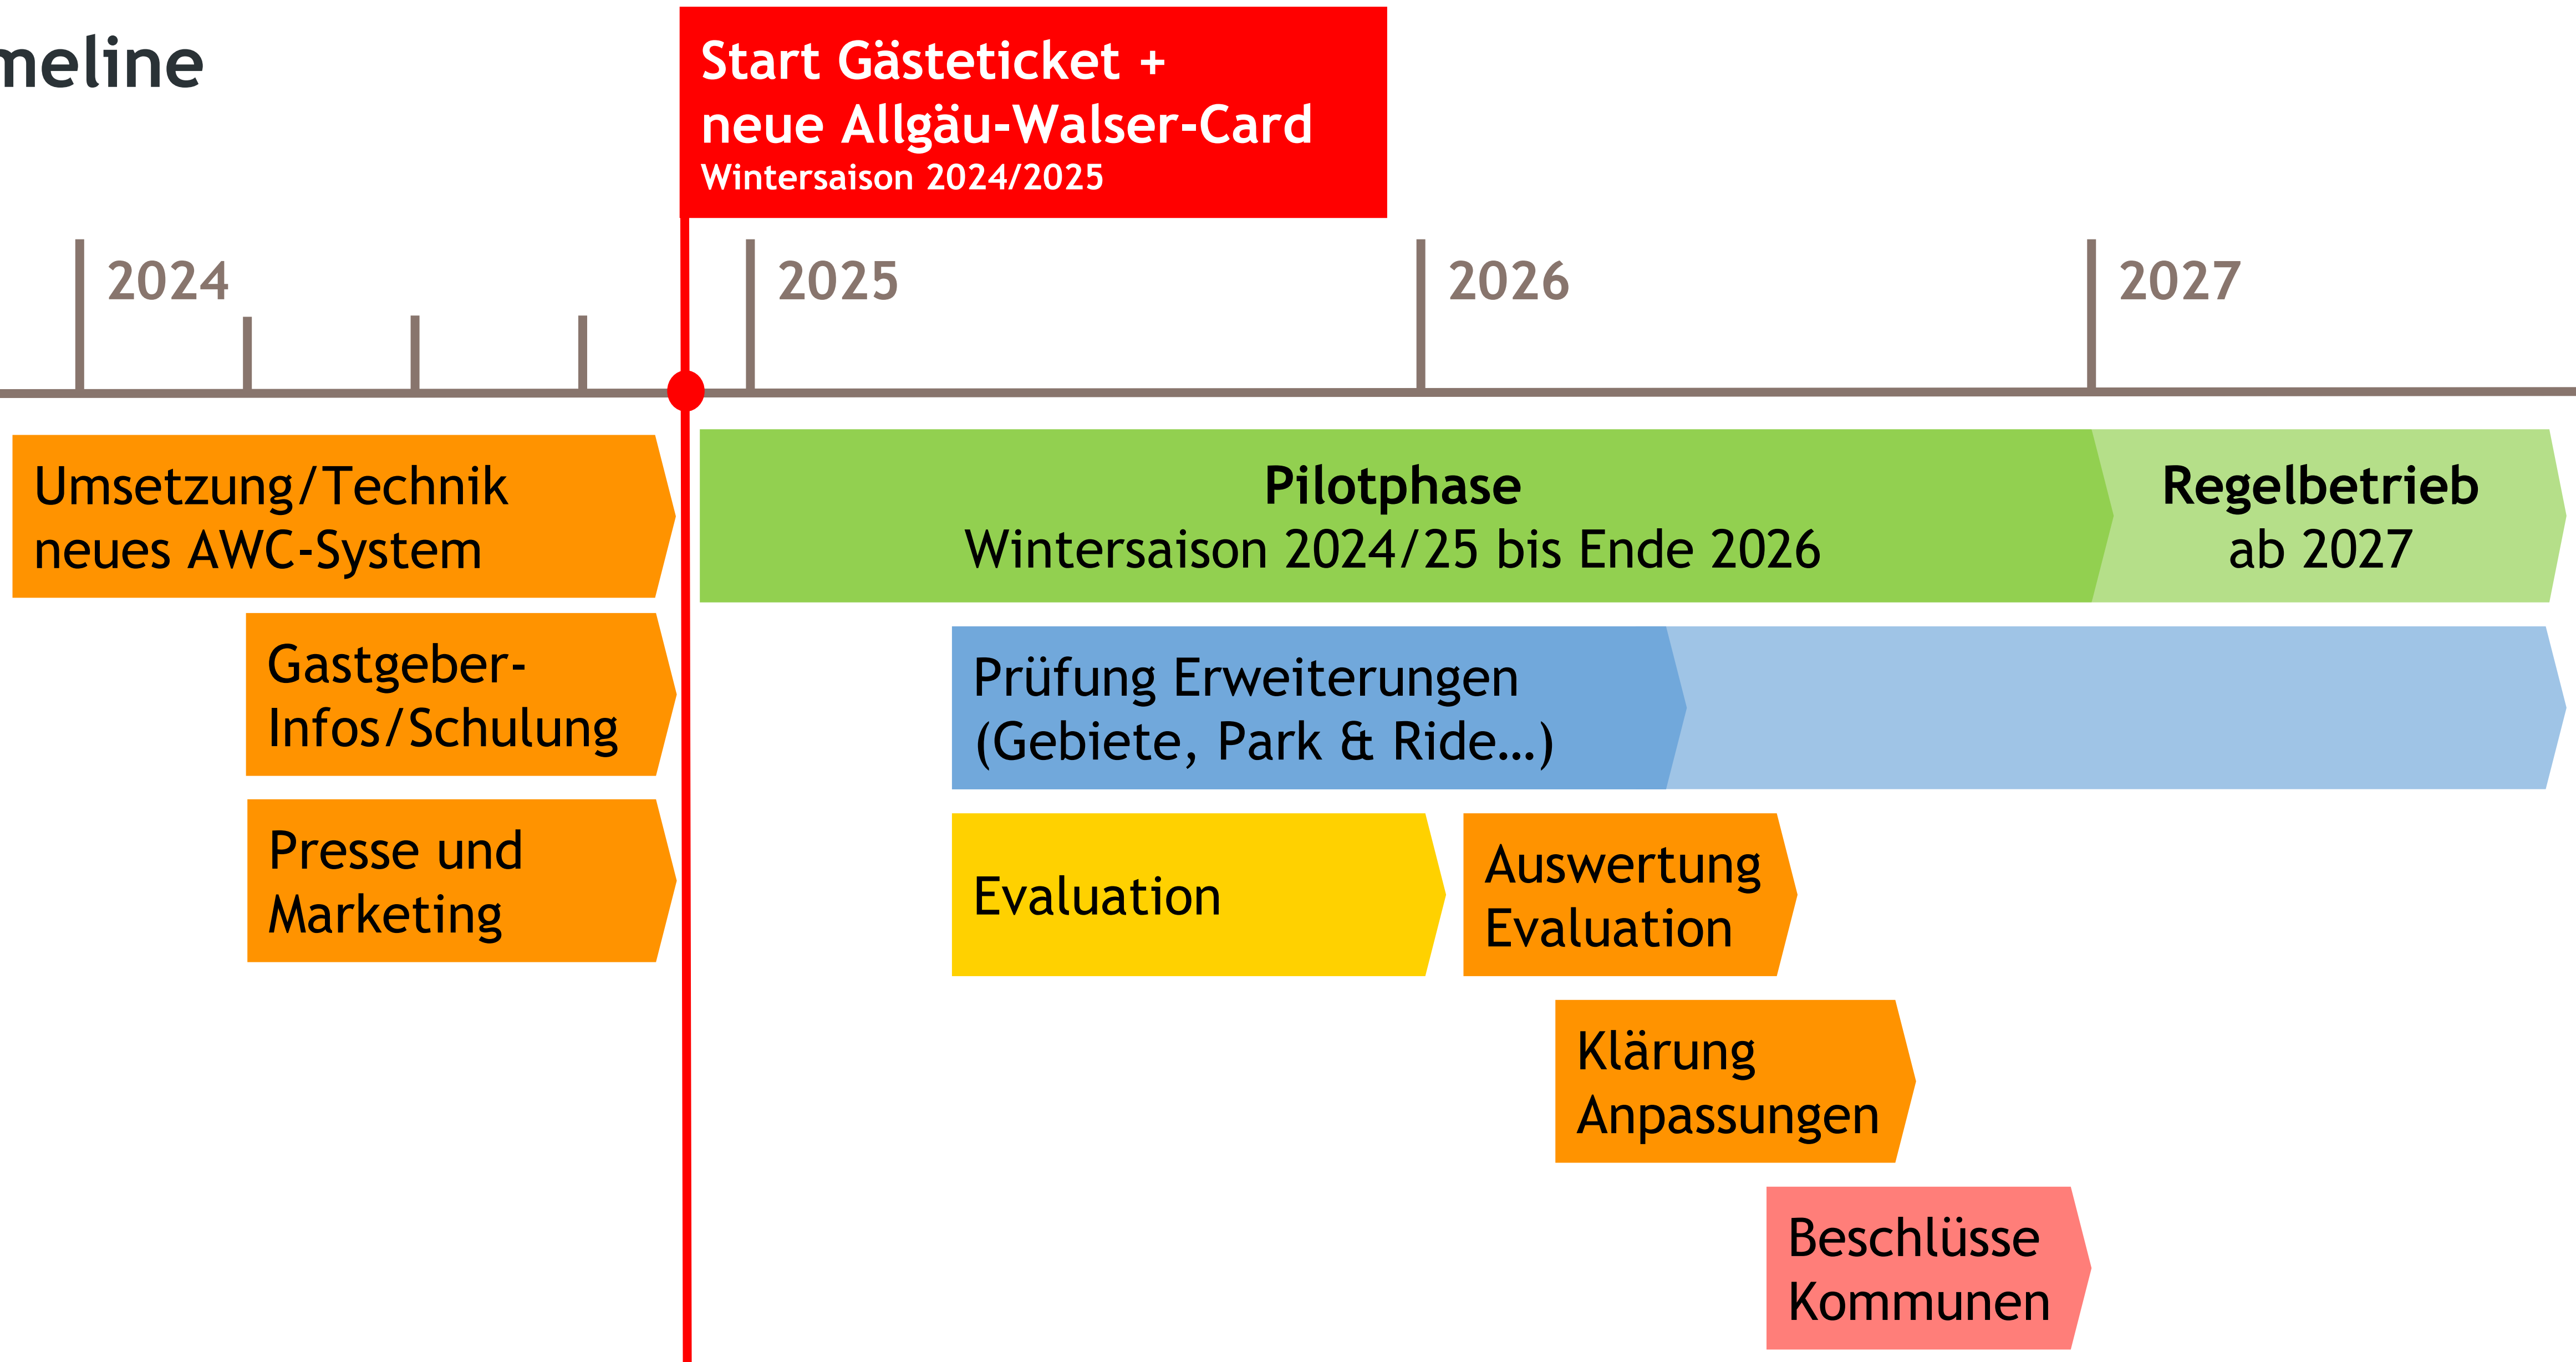 meline
Start Gästeticket +
neue Allgäu-Walser-Card
Wintersaison 2024/2025
2024
2025
2026
2027
Umsetzung/Technik
neues AWC-System
Pilotphase
Wintersaison 2024/25 bis Ende 2026
Regelbetrieb
ab 2027
Gastgeber-
Infos/Schulung
Prüfung Erweiterungen
(Gebiete, Park & Ride…)
Presse und
Marketing
Evaluation
Auswertung
Evaluation
Klärung
Anpassungen
Beschlüsse
Kommunen